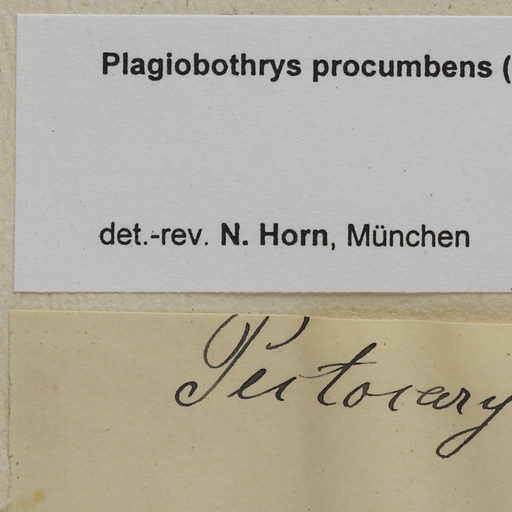 Plagiobothrys procumbens (
det.-rev. N. Horn, München
Pectocary